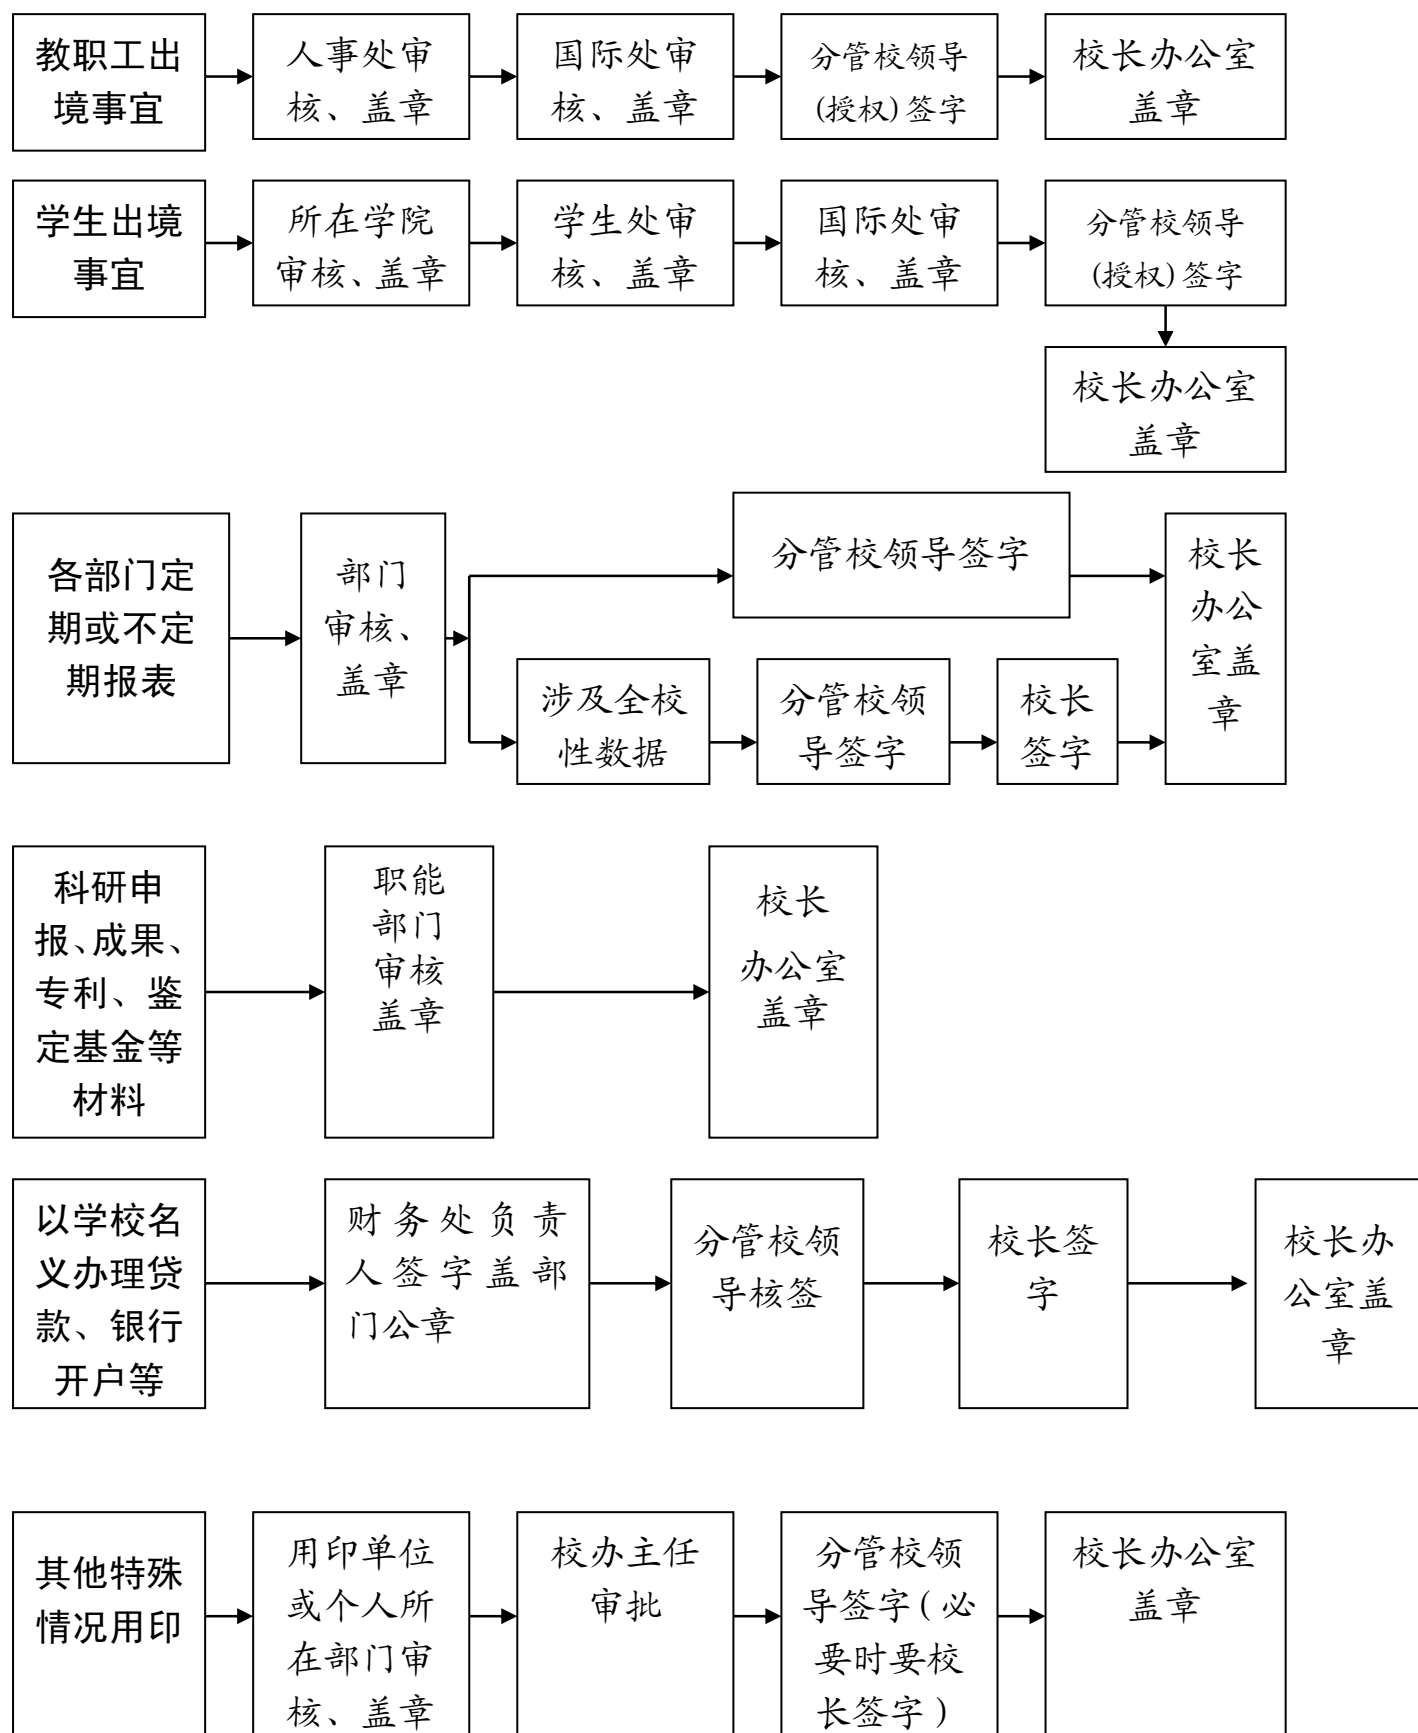 教职工出
境事宜
人事处审
核、盖章
国际处审
核、盖章
分管校领导
(授权)签字
校长办公室
盖章
学生出境
事宜
所在学院
审核、盖章
学生处审
核、盖章
国际处审
核、盖章
分管校领导
(授权)签字
校长办公室
盖章
各部门定
期或不定
期报表
部门
审核、
盖章
分管校领导签字
涉及全校
性数据
分管校领
导签字
校长
签字
校长
办公
室盖
章
科研申
报、成果、
专利、鉴
定基金等
材料
职能
部门
审核
盖章
校长
办公室
盖章
以学校名
义办理贷
款、银行
开户等
财务处负责
人签字盖部
门公章
分管校领
导核签
校长签
字
校长办
公室盖
章
其他特殊
情况用印
用印单位
或个人所
在部门审
核、盖章
校办主任
审批
分管校领
导签字(必
要时要校
长签字)
校长办公室
盖章